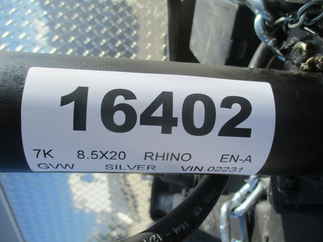 16402
7K 8.5X20 RHINO EN-A
GVW SILVER VIN 02231